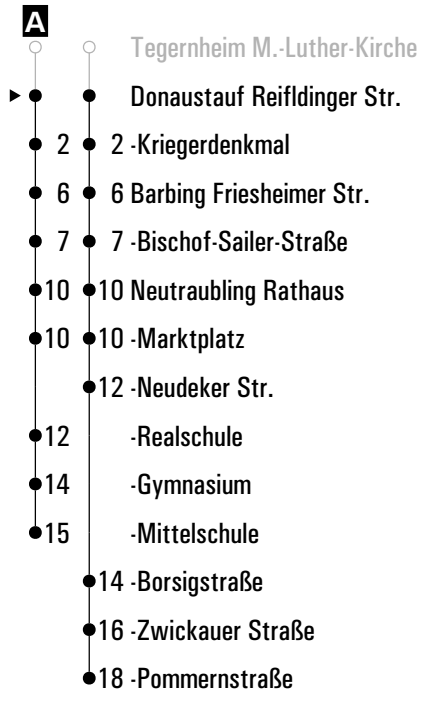 A
Tegernheim M.-Luther-Kirche
Donaustauf Reifldinger Str.
2 2 -Kriegerdenkmal
6 6 Barbing Friesheimer Str.
7 7 -Bischof-Sailer-Straße
10 10 Neutraubling Rathaus
10 10 -Marktplatz
12 -Neudeker Str.
12 -Realschule
14 -Gymnasium
15 -Mittelschule
14 -Borsigstraße
16 -Zwickauer Straße
18 -Pommernstraße